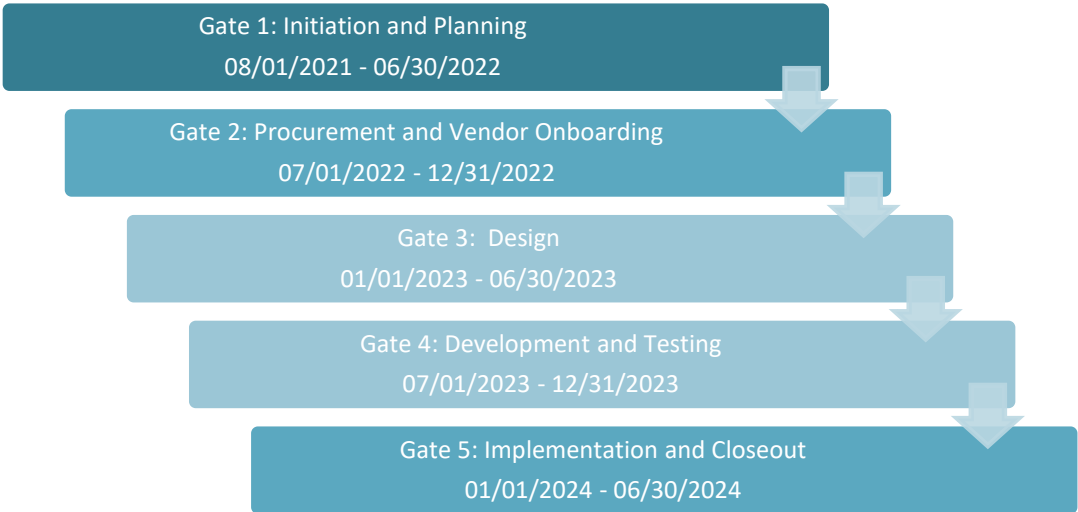 Gate 1: Initiation and Planning
08/01/2021 - 06/30/2022
Gate 2: Procurement and Vendor Onboarding
07/01/2022 - 12/31/2022
Gate 3:  Design
01/01/2023 - 06/30/2023
Gate 4: Development and Testing
07/01/2023 - 12/31/2023
Gate 5: Implementation and Closeout
01/01/2024 - 06/30/2024